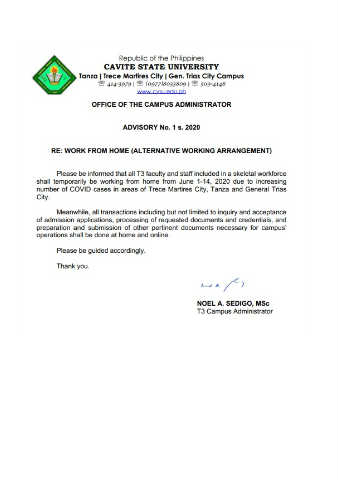 Republic of the Philippines
CAVITE STATE UNIVERSITY
Tanza | Trece Martires City | Gen. Trias City Campus
☏ 414-3979 | ☏ (0977)8035809 | ☏ 503-4148
www.cvsu.edu.ph
OFFICE OF THE CAMPUS ADMINISTRATOR
ADVISORY No. 1 s. 2020
RE: WORK FROM HOME (ALTERNATIVE WORKING ARRANGEMENT)
Please be informed that all T3 faculty and staff included in a skeletal workforce
shall temporarily be working from home from June 1-14, 2020 due to increasing
number of COVID cases in areas of Trece Martires City, Tanza and General Trias
City.
Meanwhile, all transactions including but not limited to inquiry and acceptance
of admission applications, processing of requested documents and credentials, and
preparation and submission of other pertinent documents necessary for campus'
operations shall be done at home and online.
Please be guided accordingly.
Thank you.
NOEL A. SEDIGO, MSc
T3 Campus Administrator